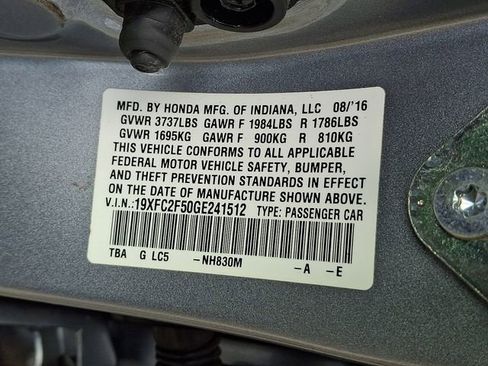 MFD. BY HONDA MFG. OF INDIANA, LLC 08/'16
GVWR 3737LBS GAWR F 1984LBS R 1786LBS
GVWR 1695KG GAWR F 900KG R 810KG
THIS VEHICLE CONFORMS TO ALL APPLICABLE
FEDERAL MOTOR VEHICLE SAFETY, BUMPER,
AND THEFT PREVENTION STANDARDS IN EFFECT
ON THE DATE OF MANUFACTURE SHOWN ABOVE.
V.I.N.:19XFC2F50GE241512 TYPE: PASSENGER CAR
TBA G LC5 -NH830M -A -E